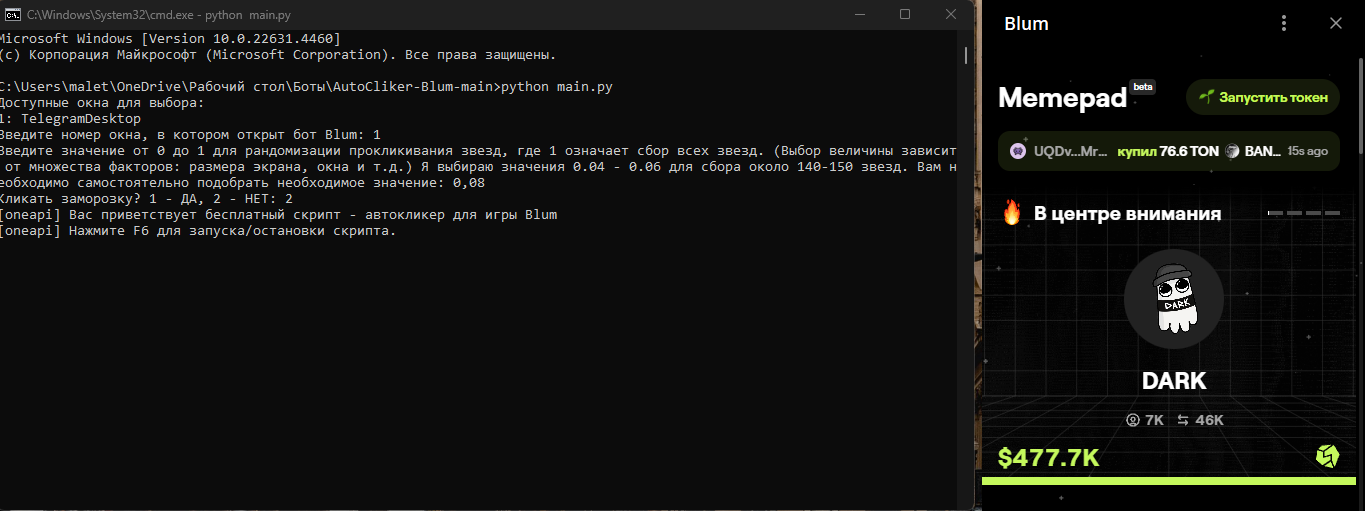 C:\Windows\System32\cmd.exe - python main.py
Microsoft Windows [Version 10.0.22631.4460]
(c) Корпорация Майкрософт (Microsoft Corporation). Все права защищены.
C:\Users\malet\OneDrive\Рабочий стол\Боты\AutoCliker-Blum-main>python main.py
Доступные окна для выбора:
1: TelegramDesktop
Введите номер окна, в котором открыт бот Blum: 1
Введите значение от 0 до 1 для рандомизации прокликивания звезд, где 1 означает сбор всех звезд. (Выбор величины зависит
от множества факторов: размера экрана, окна и т.д.) Я выбираю значения 0.04 - 0.06 для сбора около 140-150 звезд. Вам н
еобходимо самостоятельно подобрать необходимое значение: 0,08
Кликать заморозку? 1 - ДА, 2 - НЕТ: 2
[oneapi] Вас приветствует бесплатный скрипт - автокликер для игры Blum
[oneapi] Нажмите F6 для запуска/остановки скрипта.
Blum
Memepad beta
Запустить токен
UQDv...Mr... купил 76.6 TON BAN... 15s ago
В центре внимания
DARK
DARK
7K 46K
$477.7K